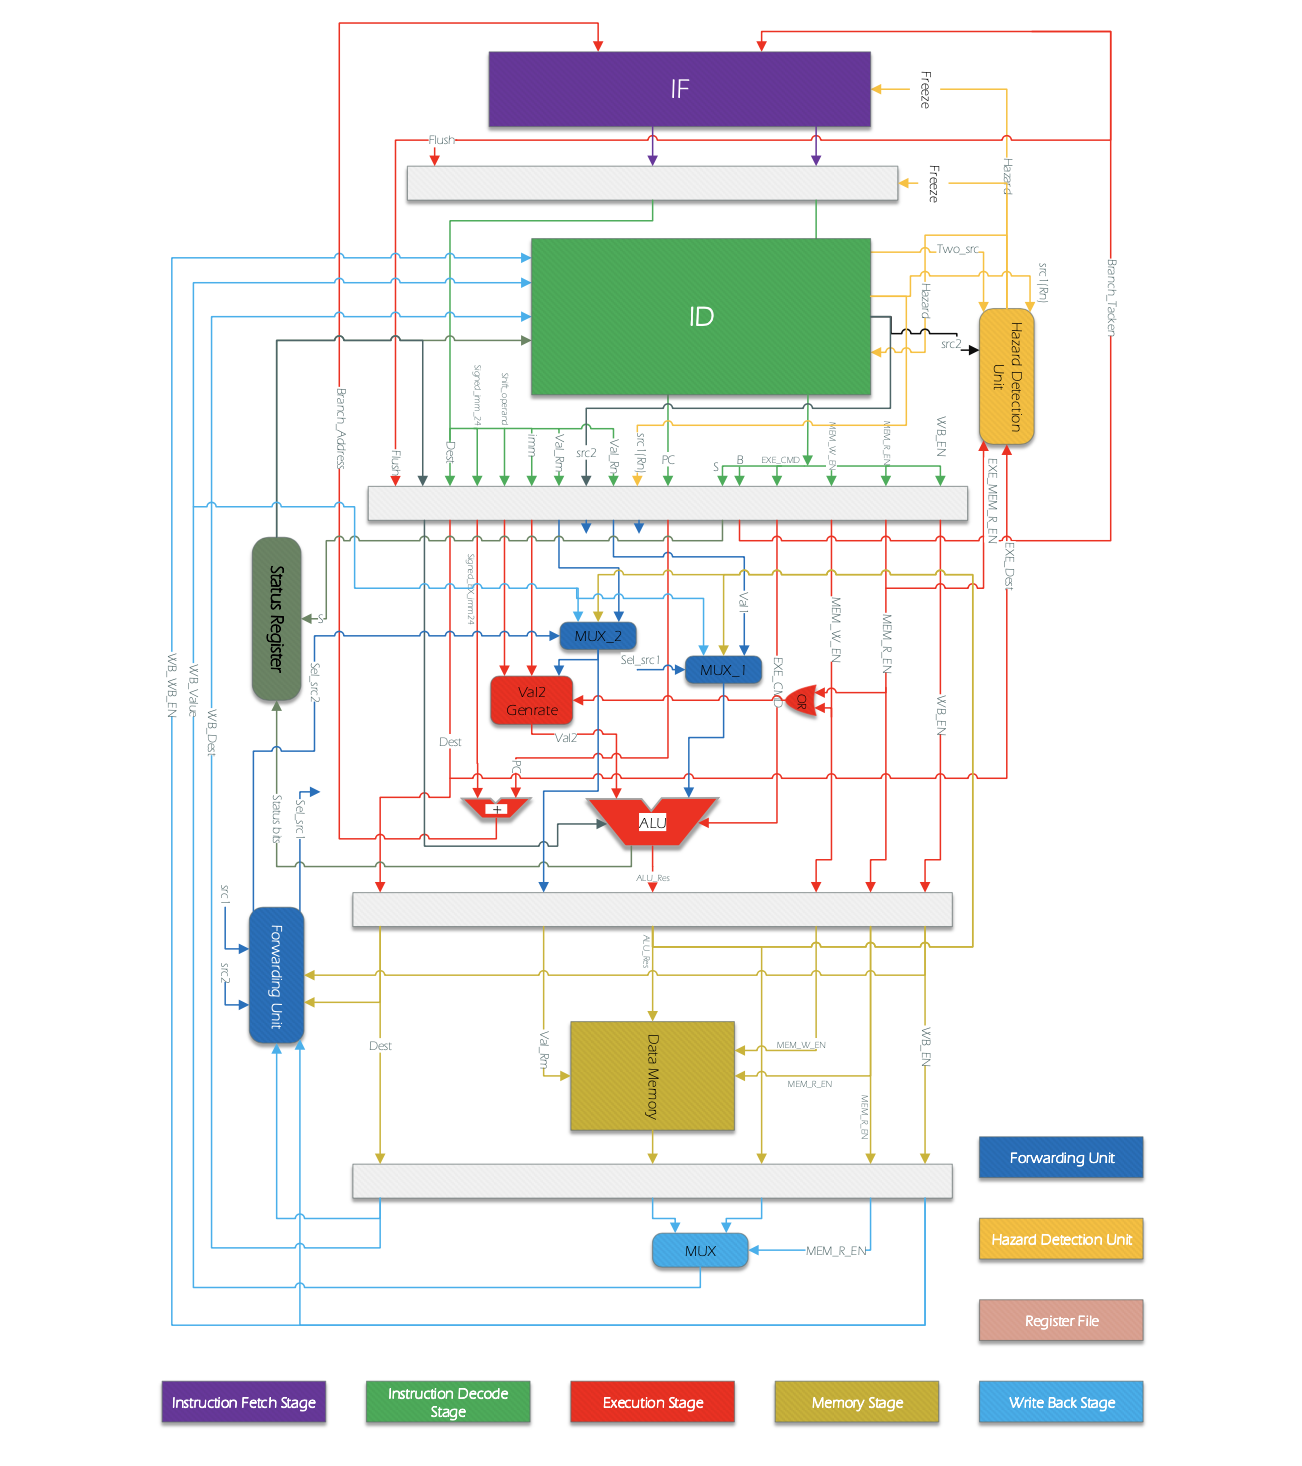 IF
Freeze
Flush
Hazard
Freeze
Two_src
src1(Rn)
Branch_Tacken
Hazard
ID
src2
Hazard Detection
Unit
Branch_Address
Signed_imm_24
Shift_operand
Flush
Dest
imm
Val_Rm
src2
Val_Rn
src1(Rn)
PC
S
B
EXE_CMD
MEM_W_EN
MEM_R_EN
WB_EN
EXE_MEM_R_EN
EXE_Dest
Status Register
S
Signed_EX_imm24
Val1
MEM_W_EN
MEM_R_EN
MUX_2
Sel_src1
MUX_1
EXE_CMD
OR
WB_EN
WB_WB_EN
WB_Value
WB_Dest
Sel_src2
Val2
Genrate
Dest
Val2
PC
+
ALU
Status bits
Sel_src1
ALU_Res
src1
src2
Forwarding Unit
ALU_Res
Dest
Val_Rm
Data Memory
MEM_W_EN
MEM_R_EN
MEM_R_EN
WB_EN
MUX
MEM_R_EN
Forwarding Unit
Hazard Detection Unit
Register File
Instruction Fetch Stage
Instruction Decode
Stage
Execution Stage
Memory Stage
Write Back Stage